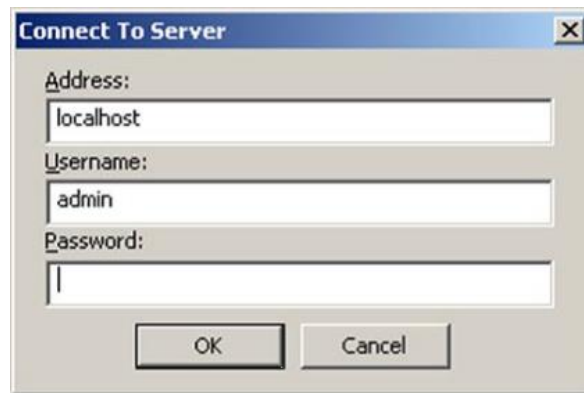 Connect To Server
Address:
localhost
Username:
admin
Password:
OK Cancel